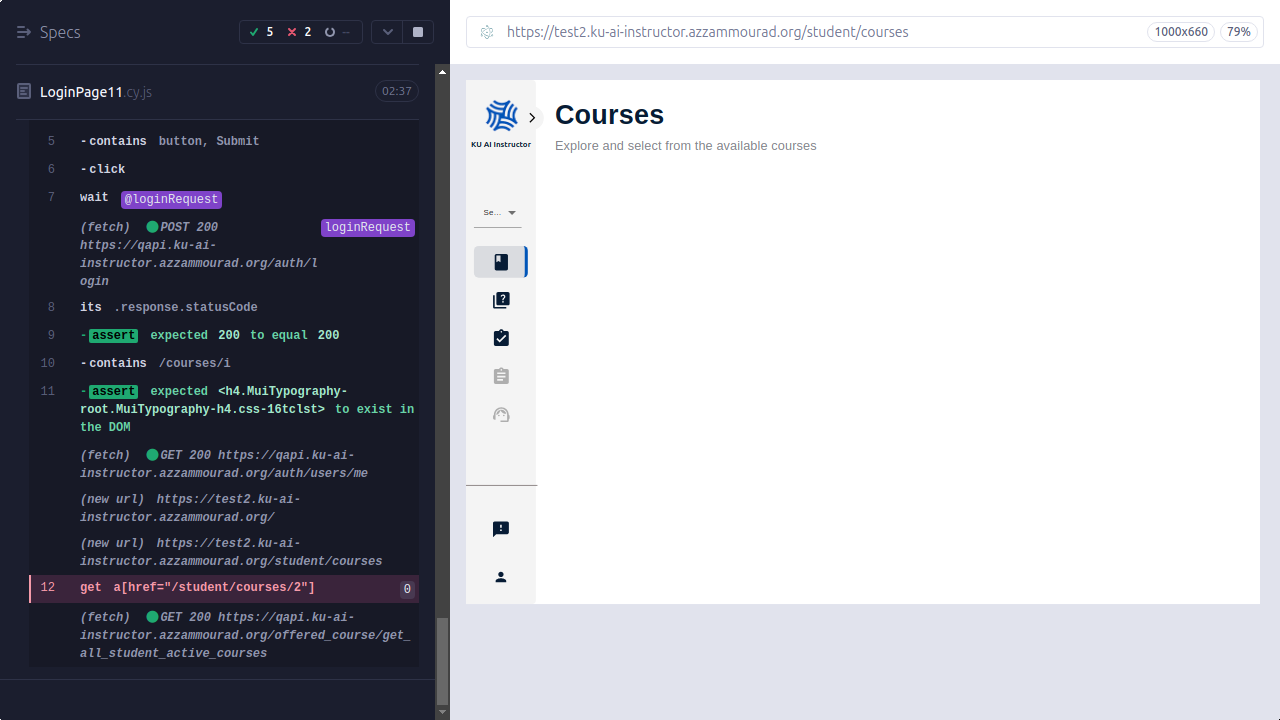 Specs
5
2
--
LoginPage11.cy.js
02:37
5 -contains button, Submit
6 -click
7 wait @loginRequest
(fetch) POST 200 loginRequest
https://qapi.ku-ai-
instructor.azzammourad.org/auth/l
ogin
8 its .response.statusCode
9 -assert expected 200 to equal 200
10 -contains /courses/i
11 -assert expected <h4.MuiTypography-
root.MuiTypography-h4.css-16tclst> to exist in
the DOM
(fetch) GET 200 https://qapi.ku-ai-
instructor.azzammourad.org/auth/users/me
(new url) https://test2.ku-ai-
instructor.azzammourad.org/
(new url) https://test2.ku-ai-
instructor.azzammourad.org/student/courses
12 get a[href="/student/courses/2"] 0
(fetch) GET 200 https://qapi.ku-ai-
instructor.azzammourad.org/offered_course/get_
all_student_active_courses
https://test2.ku-ai-instructor.azzammourad.org/student/courses
1000x660
79%
KU AI Instructor
Courses
Explore and select from the available courses
Se...